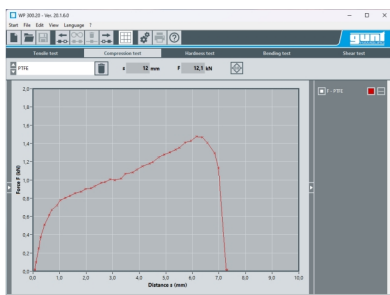 WP 300.20 - Ver. 20.1.6.0
Start File Edit View Language ?
gunt
Tensile test Compression test Hardness test Bending test Shear test
PTFE s 12 mm F 12,1 kN
F - PTFE
2,0
1,8
1,6
1,4
1,2
1,0
0,8
0,6
0,4
0,2
0,0
Force F (kN)
0,0 1,0 2,0 3,0 4,0 5,0 6,0 7,0 8,0 9,0 10,0
Distance s (mm)